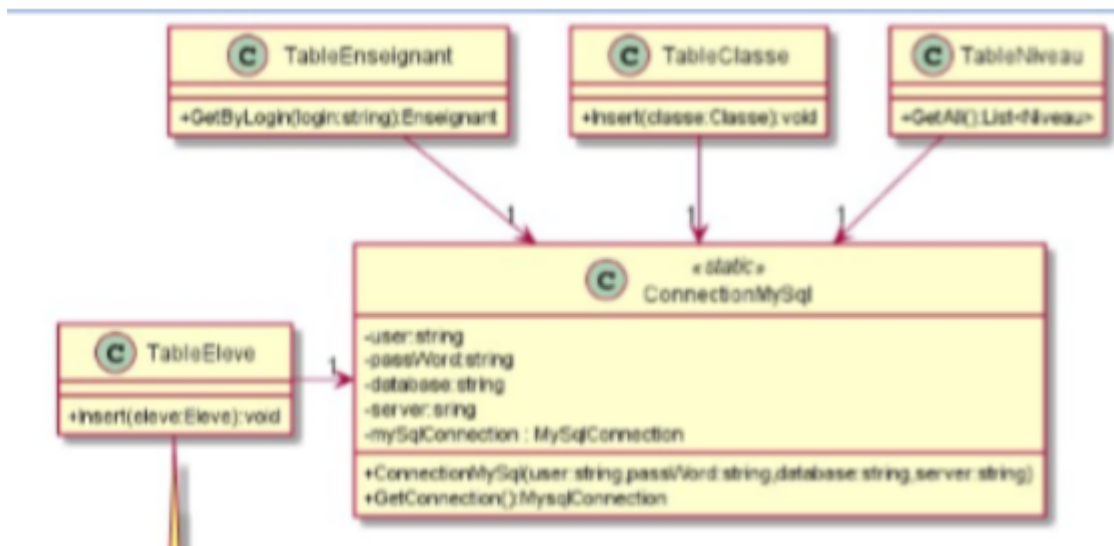 C TableEnseignant
+GetByLogin(login:string):Enseignant
C TableClasse
+Insert(classe:Classe):void
C TableNiveau
+GetAll():List<Niveau>
1
1
1
C «static»
ConnectionMySql
-user:string
-passWord:string
-database:string
-server:sring
-mySqlConnection : MySqlConnection
+ConnectionMySql(user:string,passWord:string,database:string,server:string)
+GetConnection():MysqlConnection
C TableEleve
+Insert(eleve:Eleve):void
1